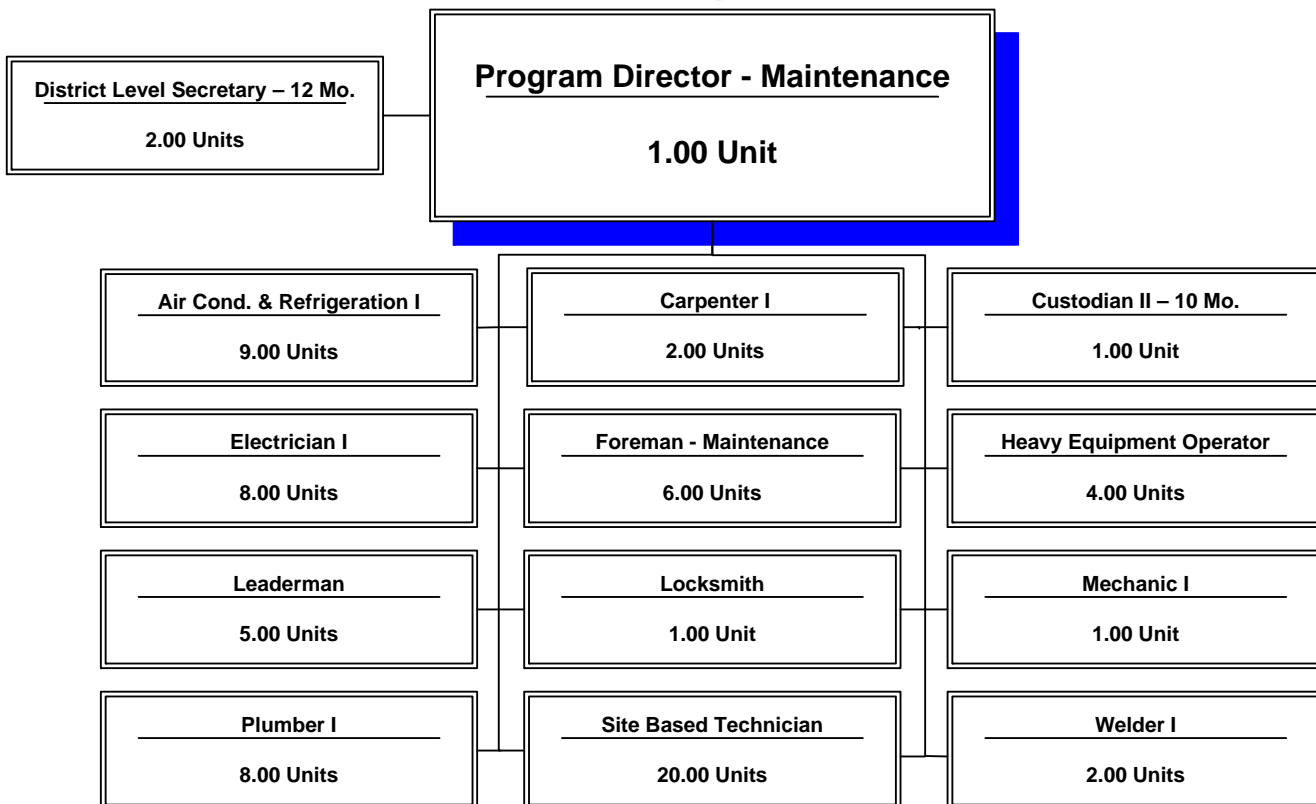 Program Director - Maintenance
1.00 Unit
District Level Secretary – 12 Mo.
2.00 Units
Air Cond. & Refrigeration I
9.00 Units
Carpenter I
2.00 Units
Custodian II – 10 Mo.
1.00 Unit
Electrician I
8.00 Units
Foreman - Maintenance
6.00 Units
Heavy Equipment Operator
4.00 Units
Leaderman
5.00 Units
Locksmith
1.00 Unit
Mechanic I
1.00 Unit
Plumber I
8.00 Units
Site Based Technician
20.00 Units
Welder I
2.00 Units